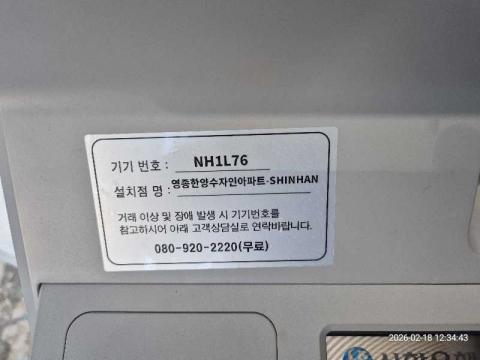 기기 번호 : NH1L76
설치점 명 : 영종한양수자인아파트-SHINHAN
거래 이상 및 장애 발생 시 기기번호를
참고하시어 아래 고객상담실로 연락바랍니다.
080-920-2220(무료)
2026-02-18 12:34:43